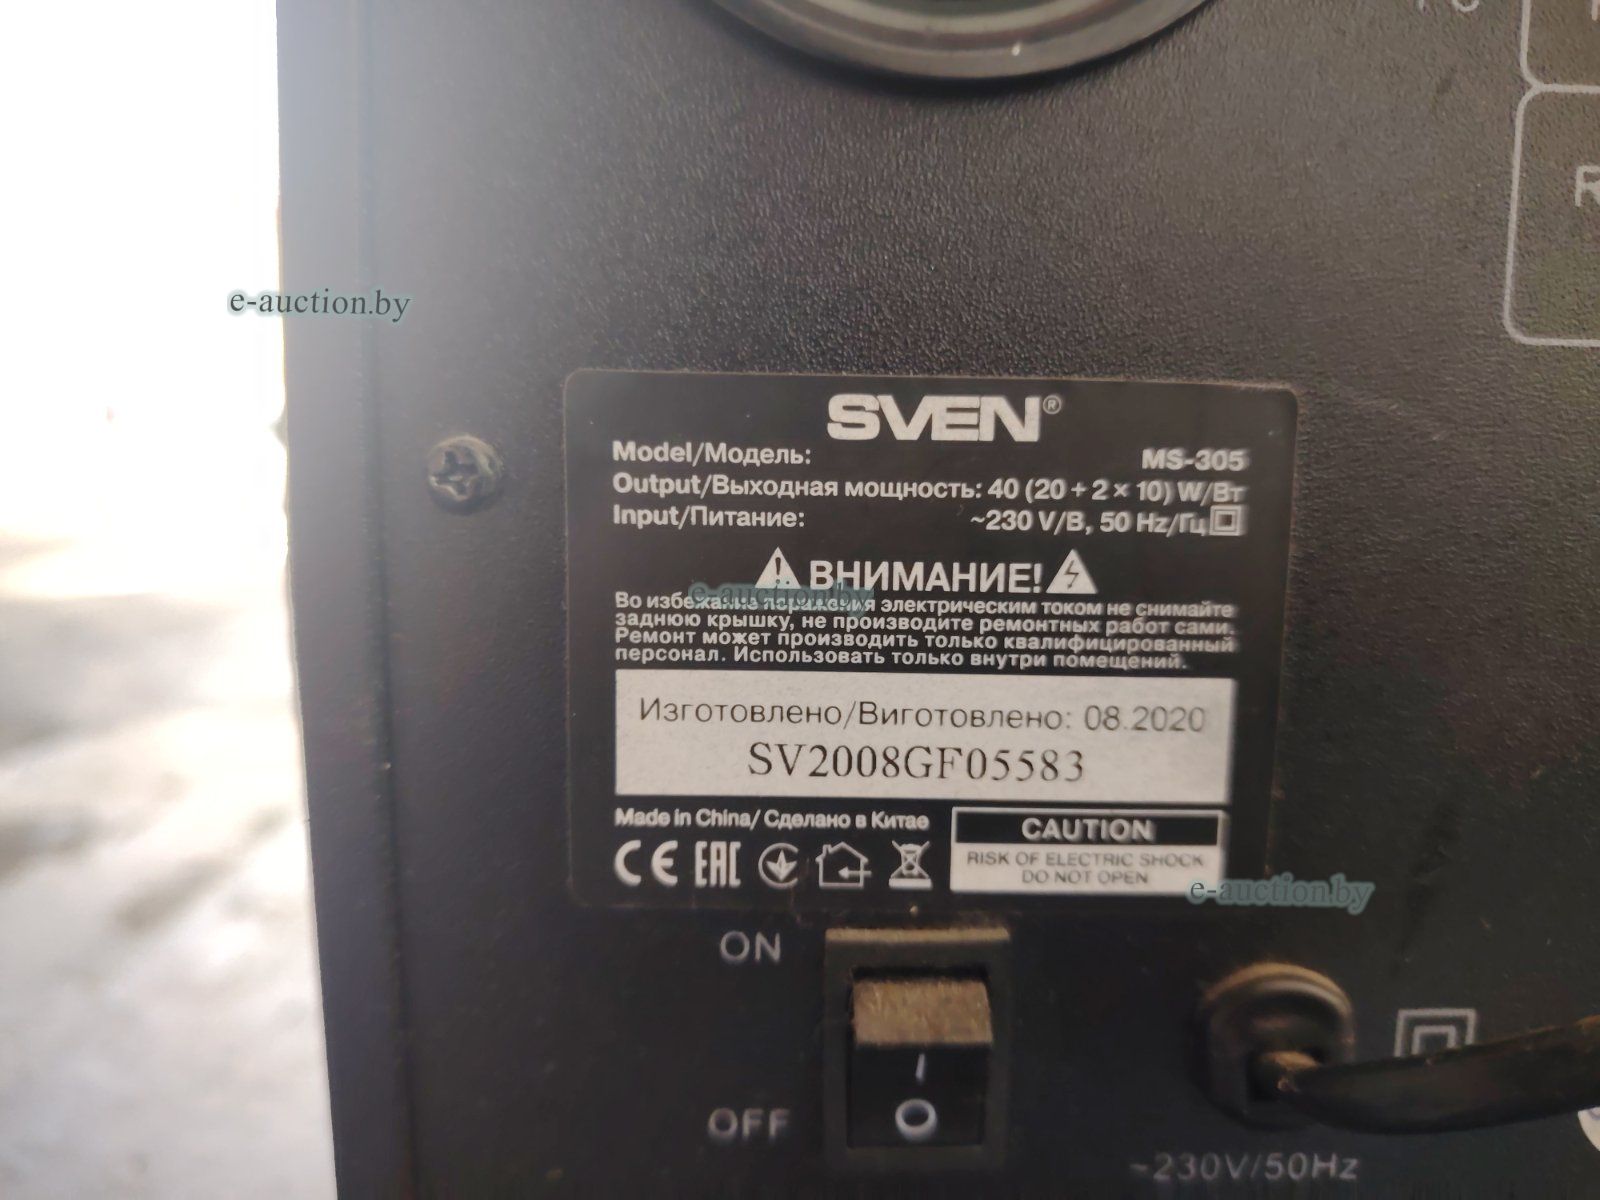 e-auction.by
SVEN®
Model/Модель: MS-305
Output/Выходная мощность: 40 (20 + 2 × 10) W/Вт
Input/Питание: ~230 V/В, 50 Hz/Гц
ВНИМАНИЕ!
e-auction.by
Во избежание поражения электрическим током не снимайте
заднюю крышку, не производите ремонтных работ сами.
Ремонт может производить только квалифицированный
персонал. Использовать только внутри помещений.
Изготовлено/Виготовлено: 08.2020
SV2008GF05583
Made in China/ Сделано в Китае
CE EAC
CAUTION
RISK OF ELECTRIC SHOCK
DO NOT OPEN
e-auction.by
ON
I
O
OFF
~230V/50Hz